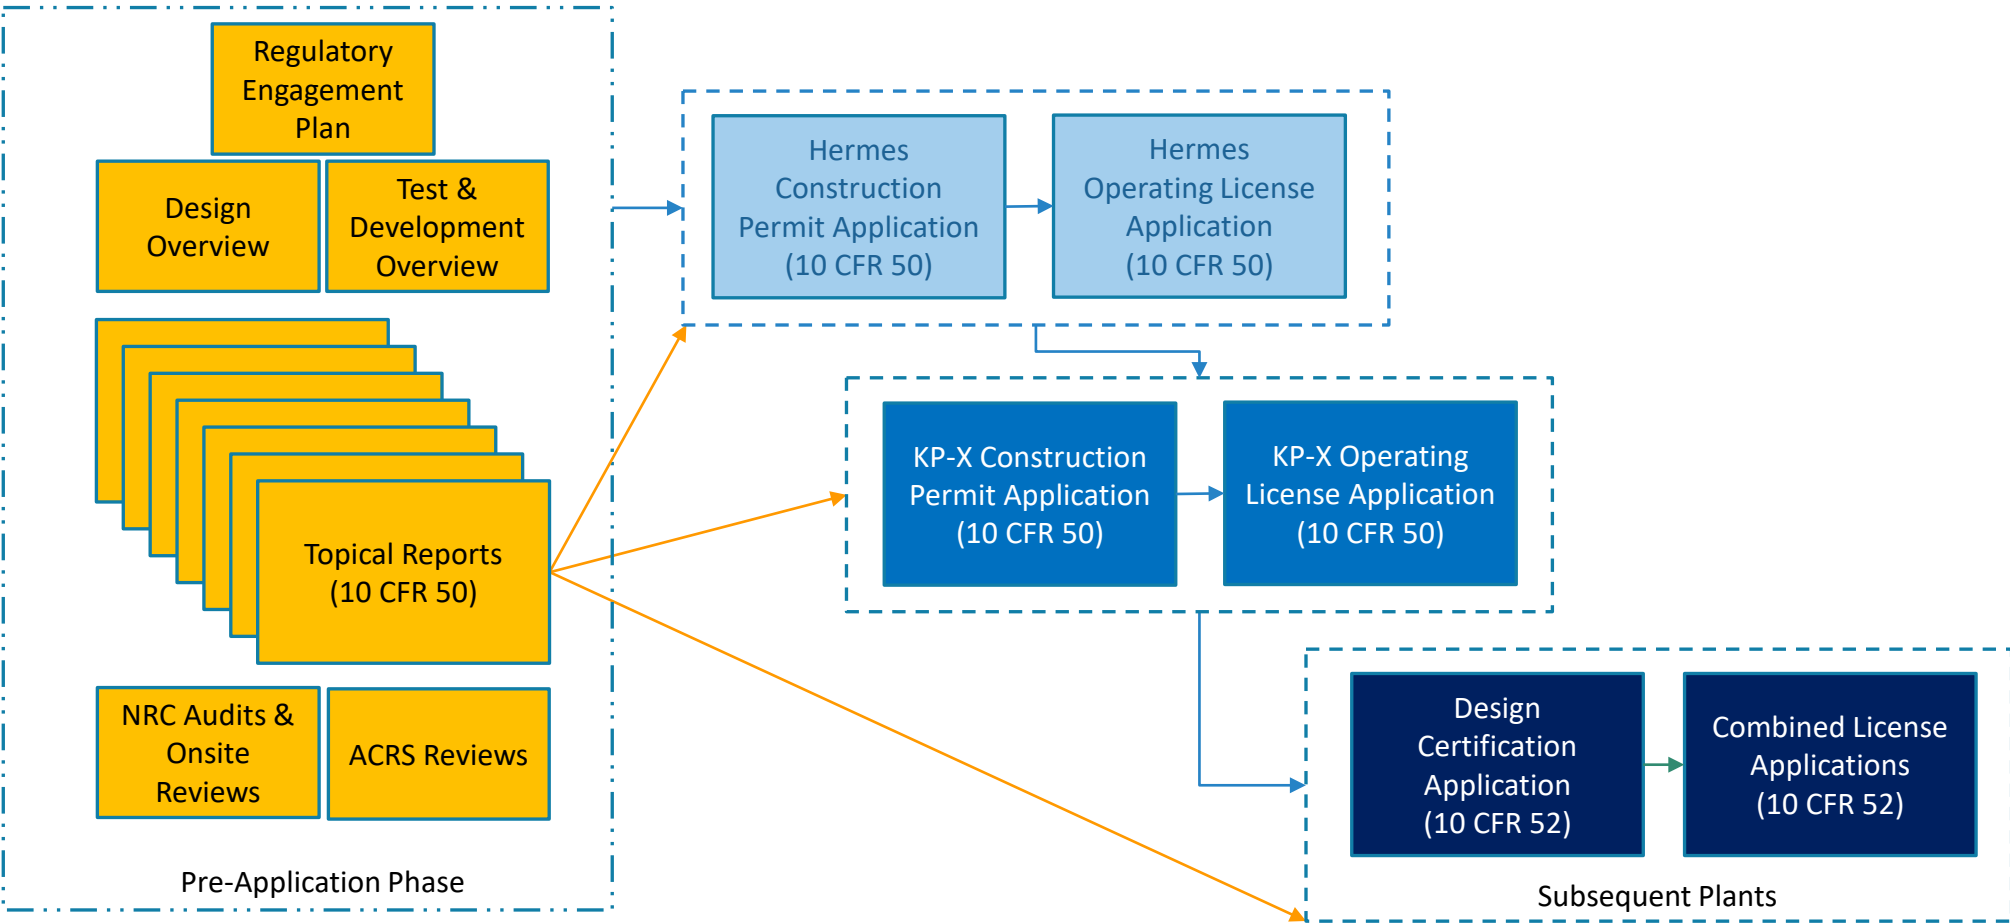 Regulatory
Engagement
Plan
Design
Overview
Test &
Development
Overview
Topical Reports
(10 CFR 50)
NRC Audits &
Onsite
Reviews
ACRS Reviews
Pre-Application Phase
Hermes
Construction
Permit Application
(10 CFR 50)
Hermes
Operating License
Application
(10 CFR 50)
KP-X Construction
Permit Application
(10 CFR 50)
KP-X Operating
License Application
(10 CFR 50)
Design
Certification
Application
(10 CFR 52)
Combined License
Applications
(10 CFR 52)
Subsequent Plants